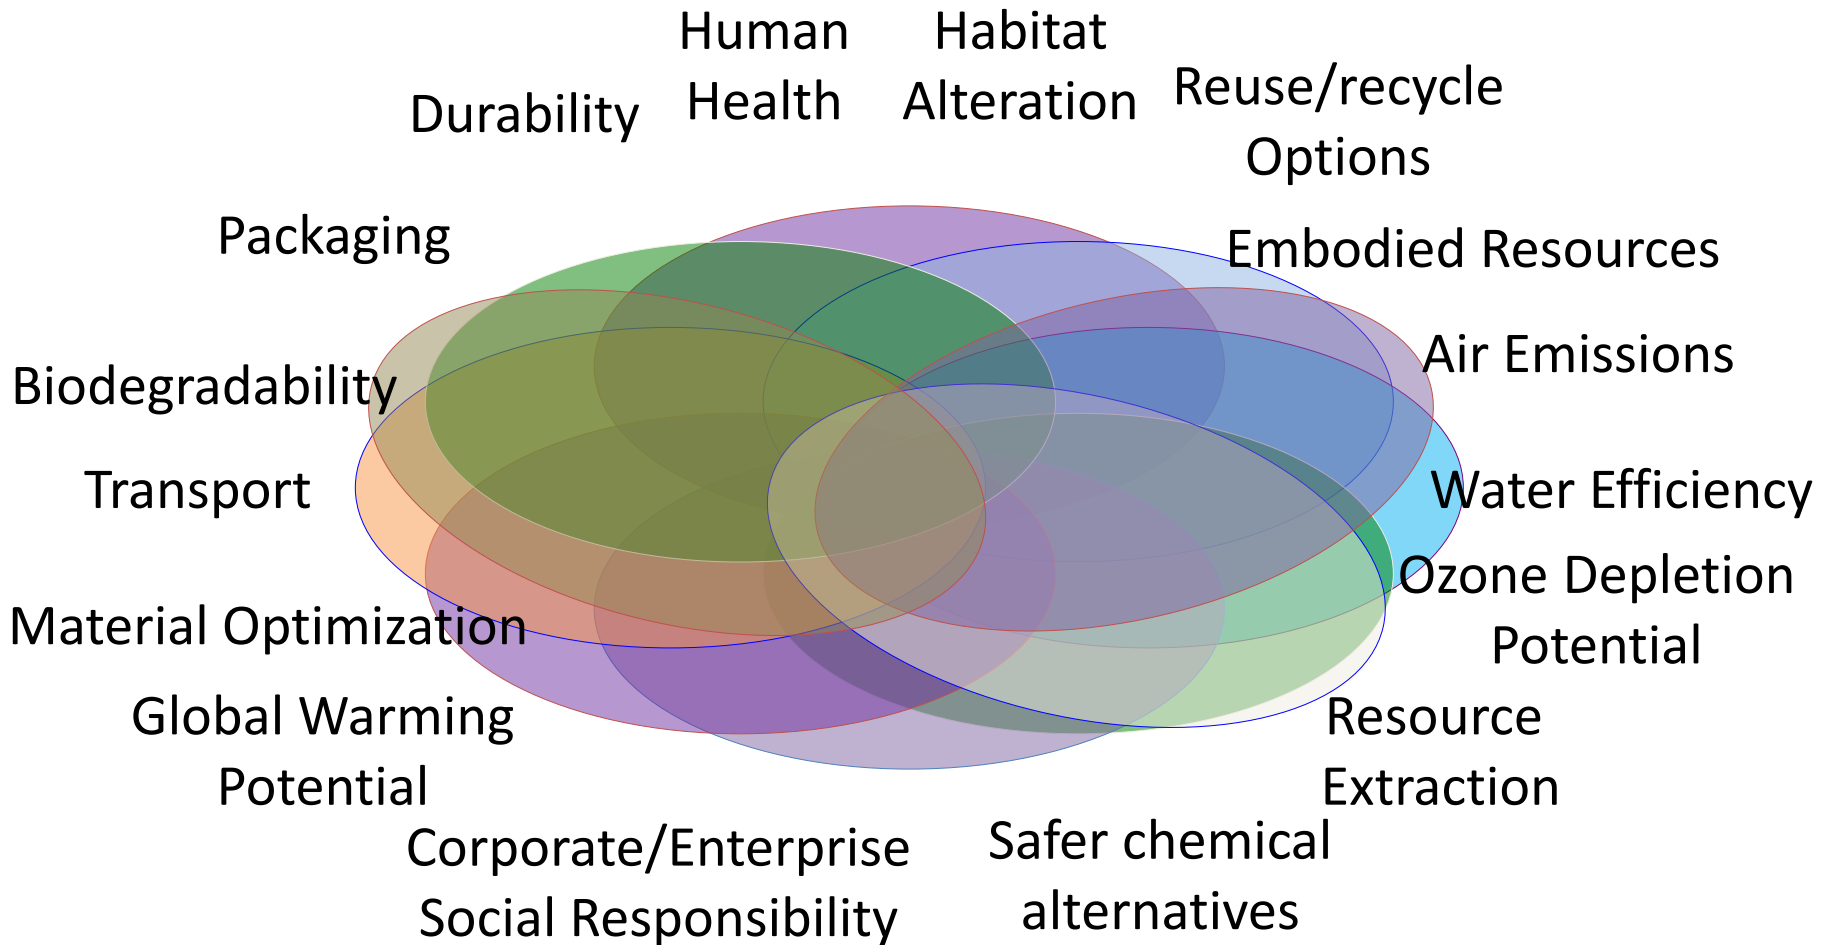 Human
Health
Habitat
Alteration
Durability
Reuse/recycle
Options
Packaging
Embodied Resources
Biodegradability
Air Emissions
Transport
Water Efficiency
Material Optimization
Ozone Depletion
Potential
Global Warming
Potential
Resource
Extraction
Corporate/Enterprise
Social Responsibility
Safer chemical
alternatives